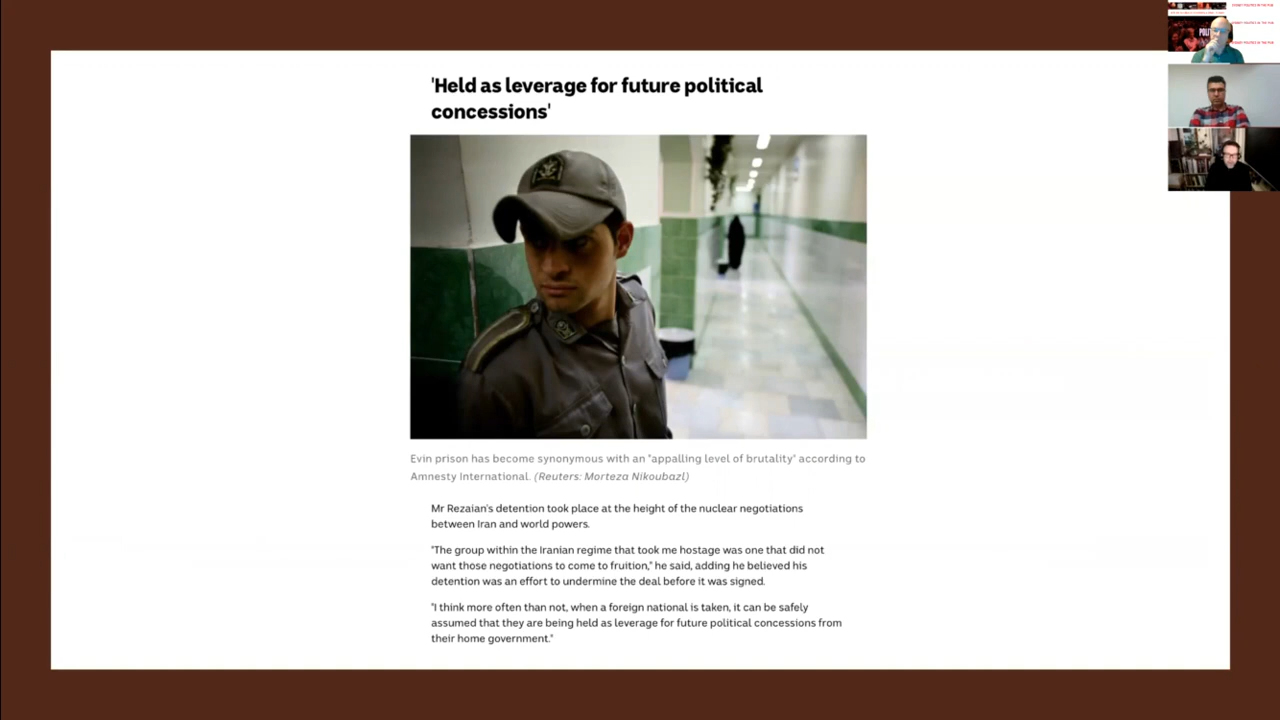 'Held as leverage for future political
concessions'
Evin prison has become synonymous with an "appalling level of brutality" according to
Amnesty International. (Reuters: Morteza Nikoubazl)
Mr Rezaian's detention took place at the height of the nuclear negotiations
between Iran and world powers.
"The group within the Iranian regime that took me hostage was one that did not
want those negotiations to come to fruition," he said, adding he believed his
detention was an effort to undermine the deal before it was signed.
"I think more often than not, when a foreign national is taken, it can be safely
assumed that they are being held as leverage for future political concessions from
their home government."